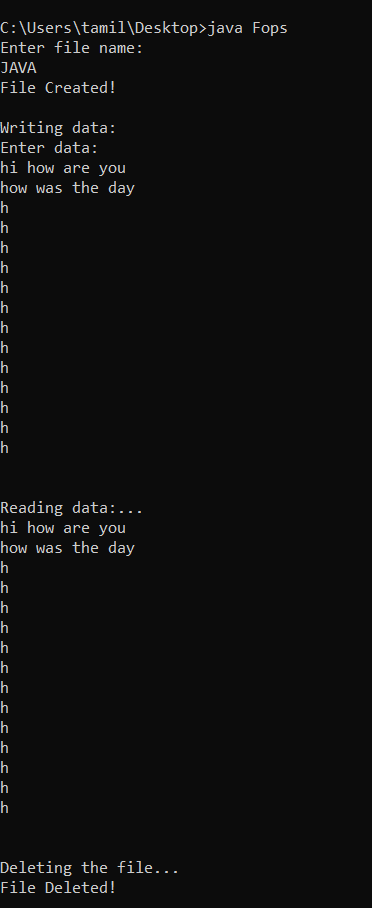 C:\Users\tamil\Desktop>java Fops
Enter file name:
JAVA
File Created!
Writing data:
Enter data:
hi how are you
how was the day
h
h
h
h
h
h
h
h
h
h
h
h
h
Reading data:...
hi how are you
how was the day
h
h
h
h
h
h
h
h
h
h
h
h
h
Deleting the file...
File Deleted!